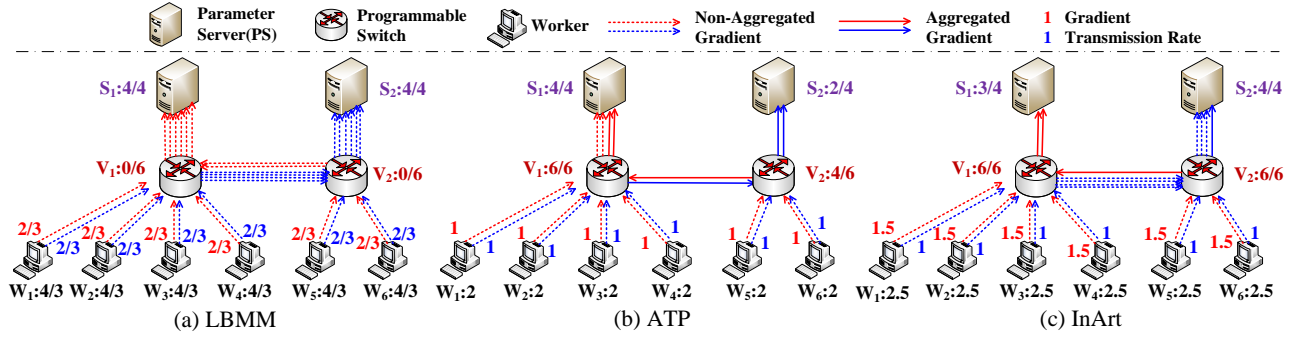 Parameter Server(PS)
Programmable Switch
Worker
Non-Aggregated Gradient
Aggregated Gradient
1 Gradient
1 Transmission Rate
S₁:4/4 S₂:4/4
V₁:0/6 V₂:0/6
2/3 2/3 2/3 2/3 2/3 2/3 2/3 2/3 2/3 2/3 2/3 2/3
W₁:4/3 W₂:4/3 W₃:4/3 W₄:4/3 W₅:4/3 W₆:4/3
(a) LBMM
S₁:4/4 S₂:2/4
V₁:6/6 V₂:4/6
1 1 1 1 1 1 1 1 1 1 1 1
W₁:2 W₂:2 W₃:2 W₄:2 W₅:2 W₆:2
(b) ATP
S₁:3/4 S₂:4/4
V₁:6/6 V₂:6/6
1.5 1 1.5 1 1.5 1 1.5 1 1.5 1 1.5 1
W₁:2.5 W₂:2.5 W₃:2.5 W₄:2.5 W₅:2.5 W₆:2.5
(c) InArt